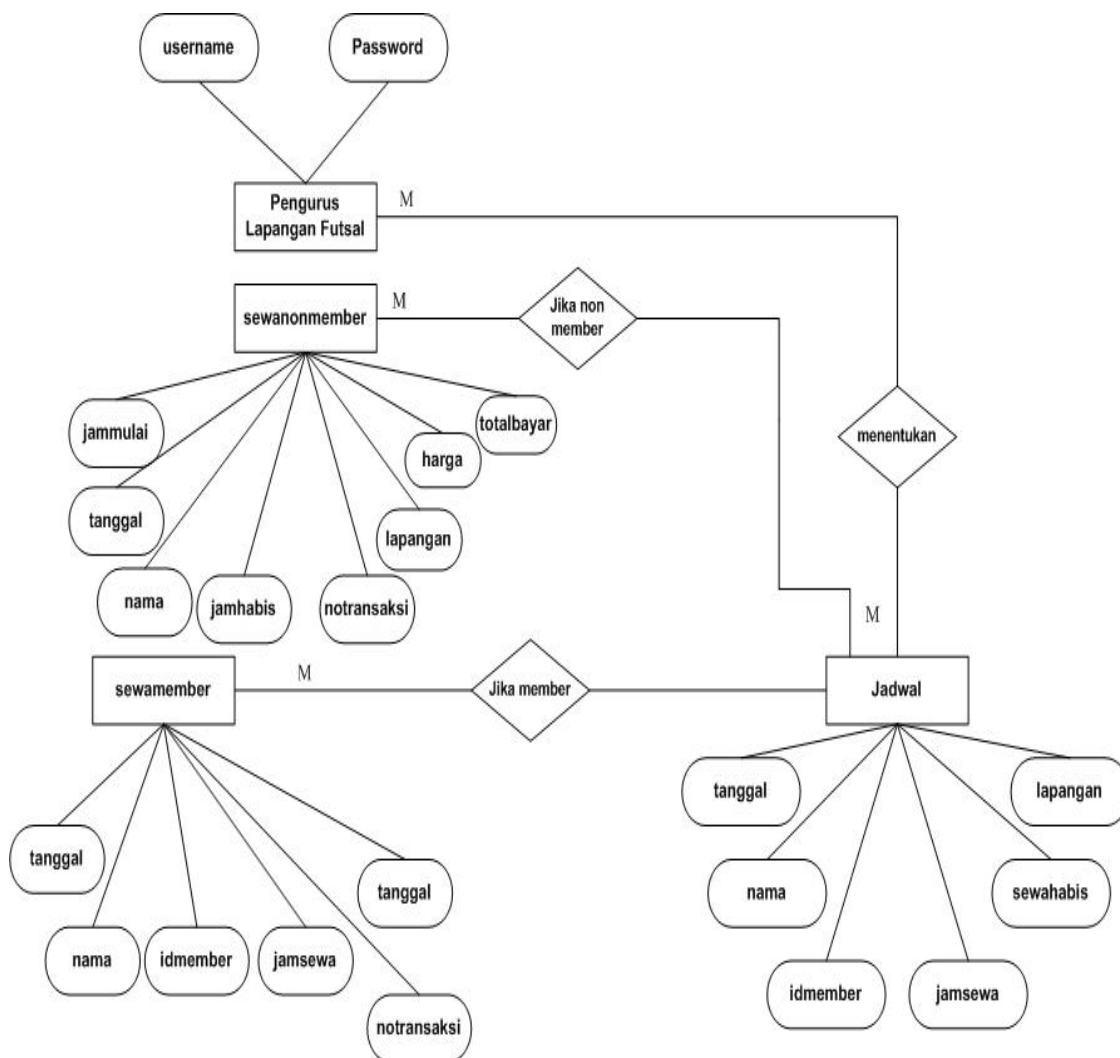 username
Password
Pengurus
Lapangan Futsal
M
sewanonmember
M
Jika non
member
jammulai
totalbayar
harga
menentukan
tanggal
lapangan
nama
jamhabis
notransaksi
M
sewamember
M
Jika member
Jadwal
tanggal
lapangan
tanggal
tanggal
nama
sewahabis
nama
idmember
jamsewa
idmember
jamsewa
notransaksi